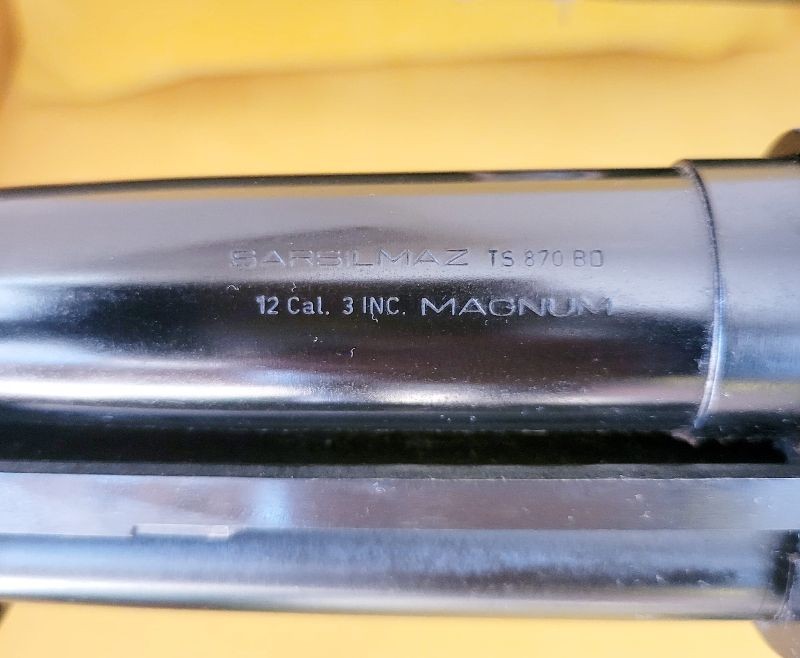 SARSILMAZ TS 870 BD
12 Cal. 3 INC. MAGNUM